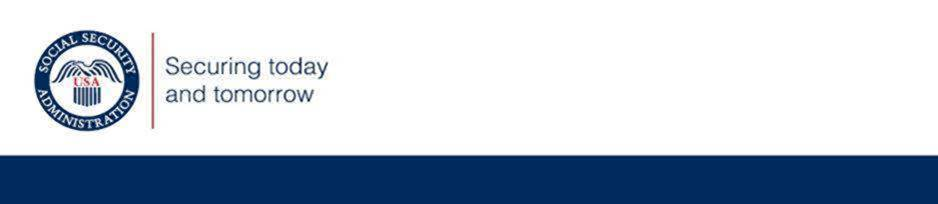 SOCIAL SECURITY
USA
ADMINISTRATION
Securing today
and tomorrow